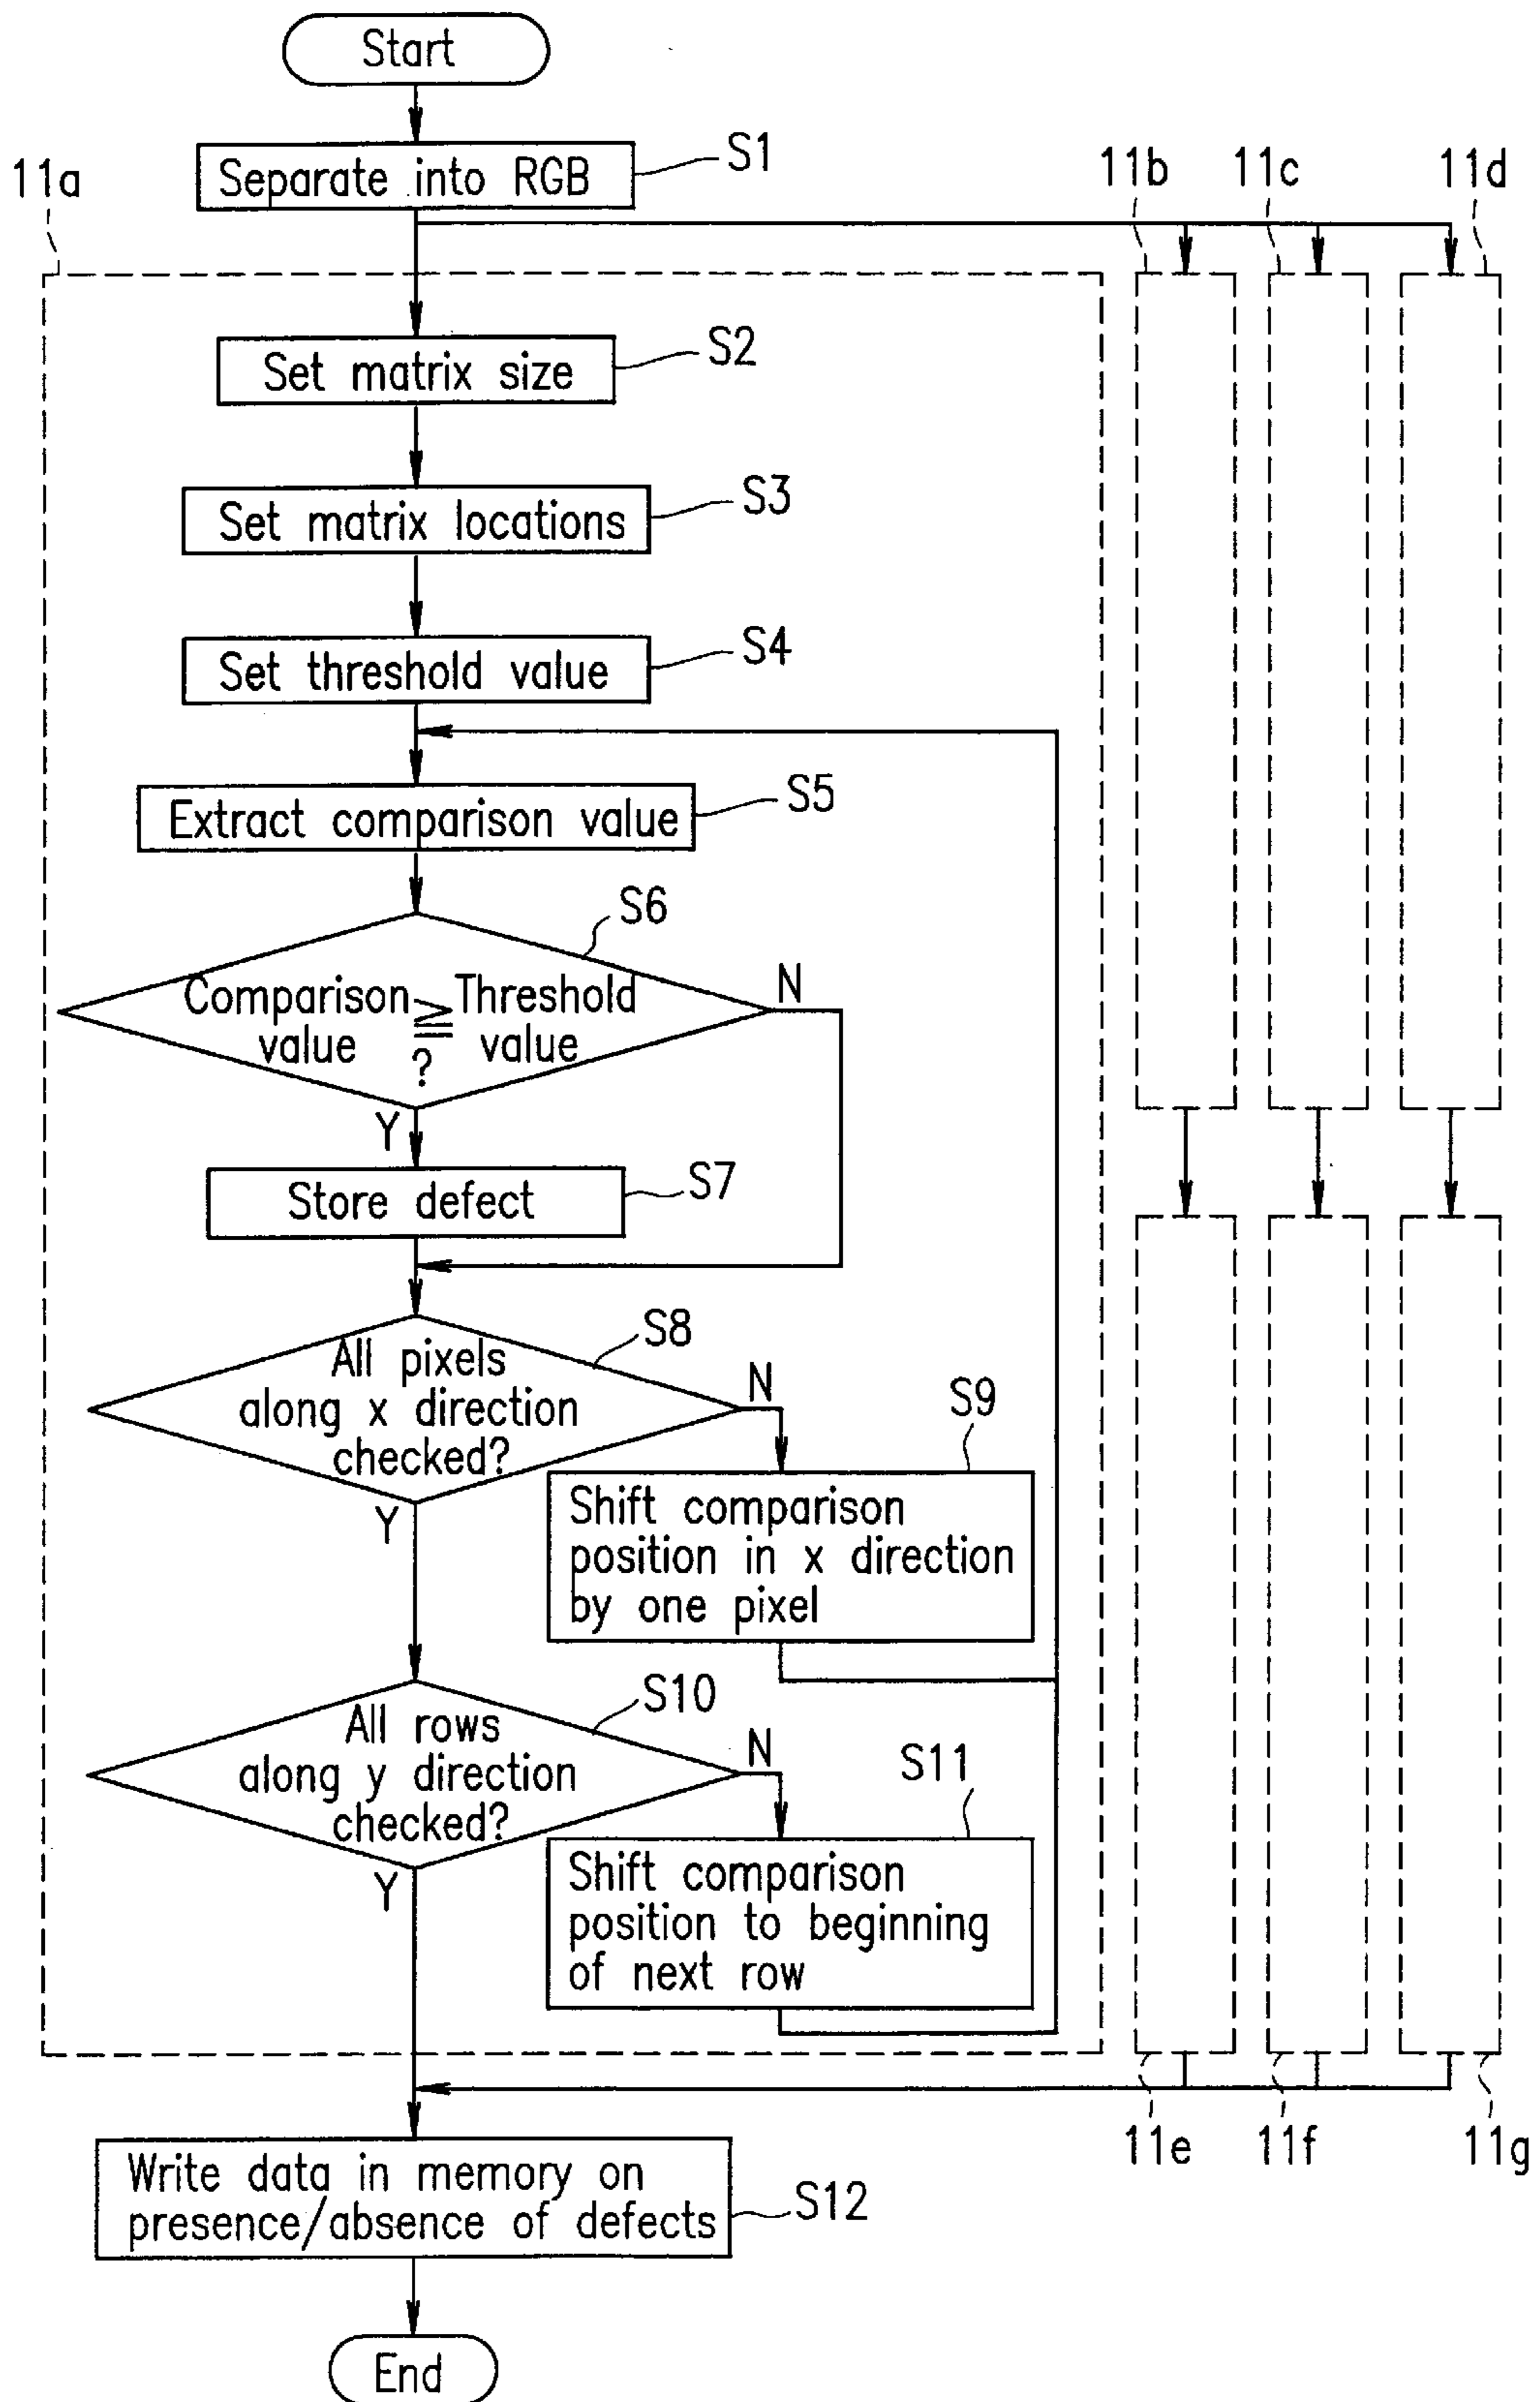 Start
Separate into RGB
S1
11a
11b
11c
11d
Set matrix size
S2
Set matrix locations
S3
Set threshold value
S4
Extract comparison value
S5
S6
Comparison ≧ Threshold
value value
?
N
Y
Store defect
S7
All pixels
along x direction
checked?
S8
N
Y
S9
Shift comparison
position in x direction
by one pixel
All rows
along y direction
checked?
S10
N
Y
S11
Shift comparison
position to beginning
of next row
11e
11f
11g
Write data in memory on
presence/absence of defects
S12
End